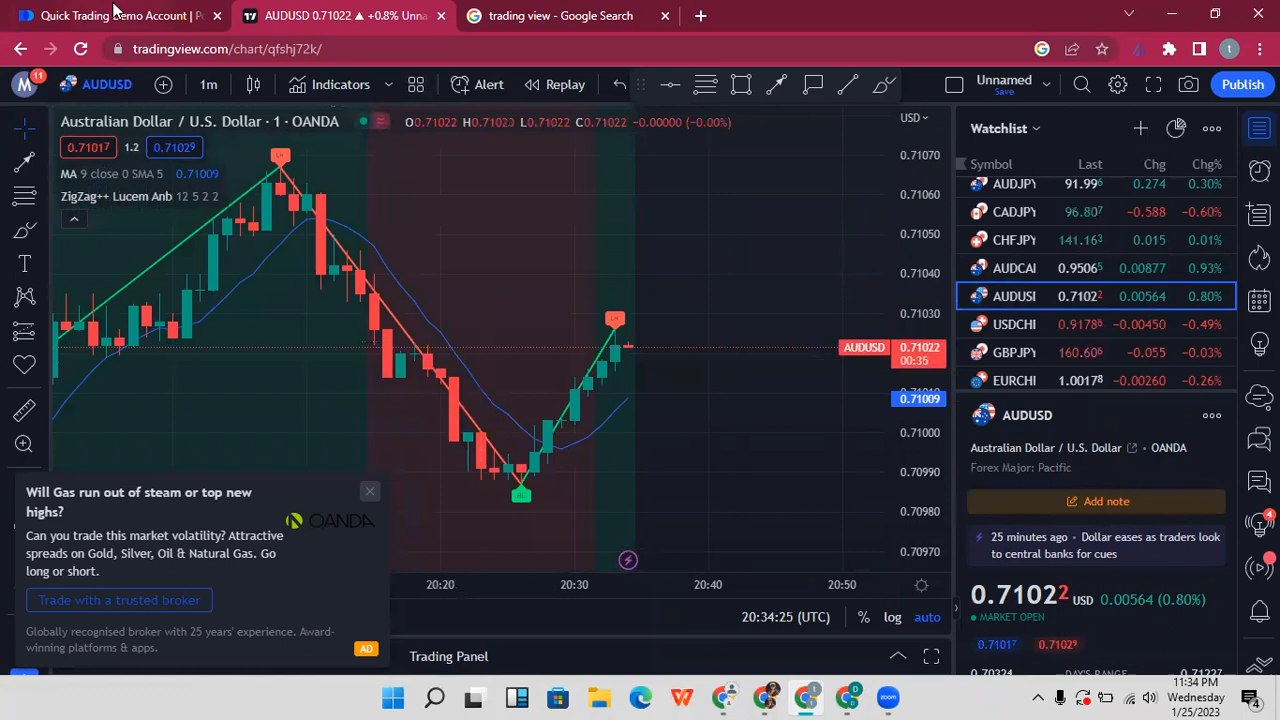 Quick Trading Demo Account | Po
AUDUSD 0.71022 ▲ +0.8% Unna
trading view - Google Search
tradingview.com/chart/qfshj72k/
t
M
11
AUDUSD
1m
Indicators
Alert
Replay
Unnamed
Save
Publish
Australian Dollar / U.S. Dollar · 1 · OANDA
O0.71022 H0.71023 L0.71022 C0.71022 −0.00000 (−0.00%)
USD
0.71017
1.2
0.71029
MA 9 close 0 SMA 5 0.71009
ZigZag++ Lucem Anb 12 5 2 2
LH
LH
HL
0.71070
0.71060
0.71050
0.71040
0.71030
AUDUSD
0.71022
00:35
0.71009
0.71000
0.70990
0.70980
0.70970
20:20
20:30
20:40
20:50
20:34:25 (UTC)
%
log
auto
Trading Panel
Will Gas run out of steam or top new
highs?
OANDA
Can you trade this market volatility? Attractive
spreads on Gold, Silver, Oil & Natural Gas. Go
long or short.
Trade with a trusted broker
Globally recognised broker with 25 years' experience. Award-
winning platforms & apps.
AD
Watchlist
Symbol Last Chg Chg%
AUDJPY 91.996 0.274 0.30%
CADJPY 96.807 −0.588 −0.60%
CHFJPY 141.163 0.015 0.01%
AUDCAI 0.95065 0.00877 0.93%
AUDUSI 0.71022 0.00564 0.80%
USDCHI 0.91786 −0.00450 −0.49%
GBPJPY 160.606 −0.055 −0.03%
EURCHI 1.00178 −0.00260 −0.26%
AUDUSD
Australian Dollar / U.S. Dollar · OANDA
Forex Major: Pacific
Add note
25 minutes ago · Dollar eases as traders look
to central banks for cues
0.71022 USD 0.00564 (0.80%)
MARKET OPEN
0.71017 0.71029
0.70324 DAY'S RANGE 0.71227
4
11:34 PM
Wednesday
1/25/2023
4